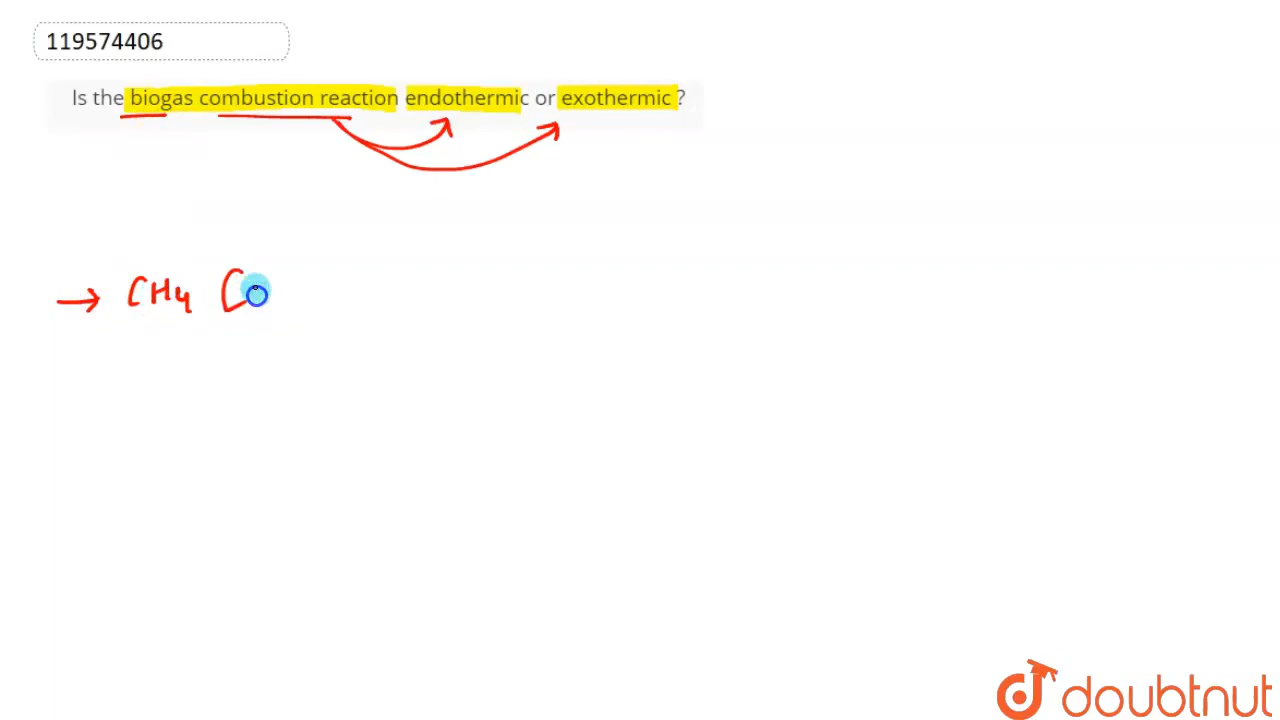 119574406
Is the biogas combustion reaction endothermic or exothermic ?
→ CH4 (
doubtnut